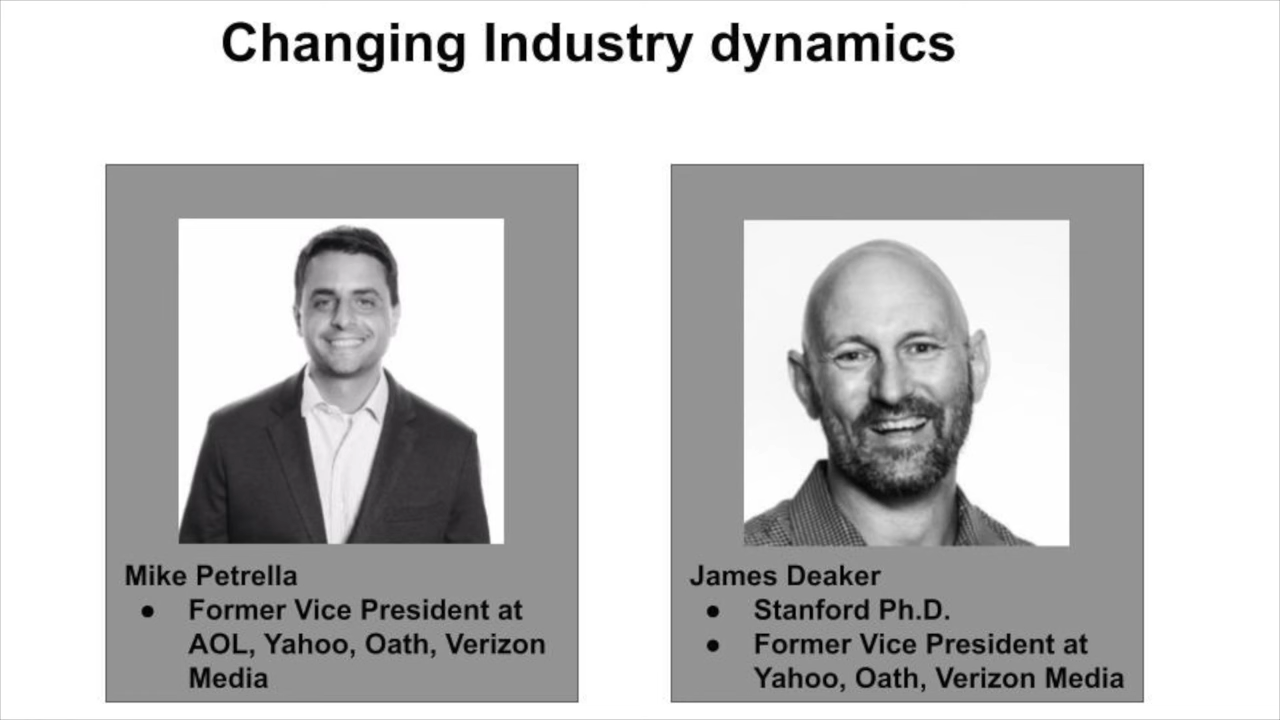 Changing Industry dynamics
Mike Petrella
● Former Vice President at
AOL, Yahoo, Oath, Verizon
Media
James Deaker
● Stanford Ph.D.
● Former Vice President at
Yahoo, Oath, Verizon Media